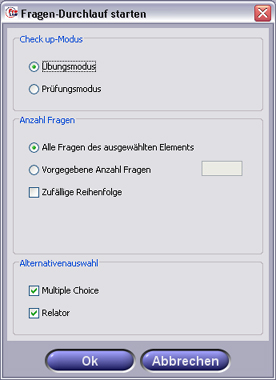 Fragen-Durchlauf starten
Check up-Modus
Übungsmodus
Prüfungsmodus
Anzahl Fragen
Alle Fragen des ausgewählten Elements
Vorgegebene Anzahl Fragen
Zufällige Reihenfolge
Alternativenauswahl
Multiple Choice
Relator
Ok Abbrechen